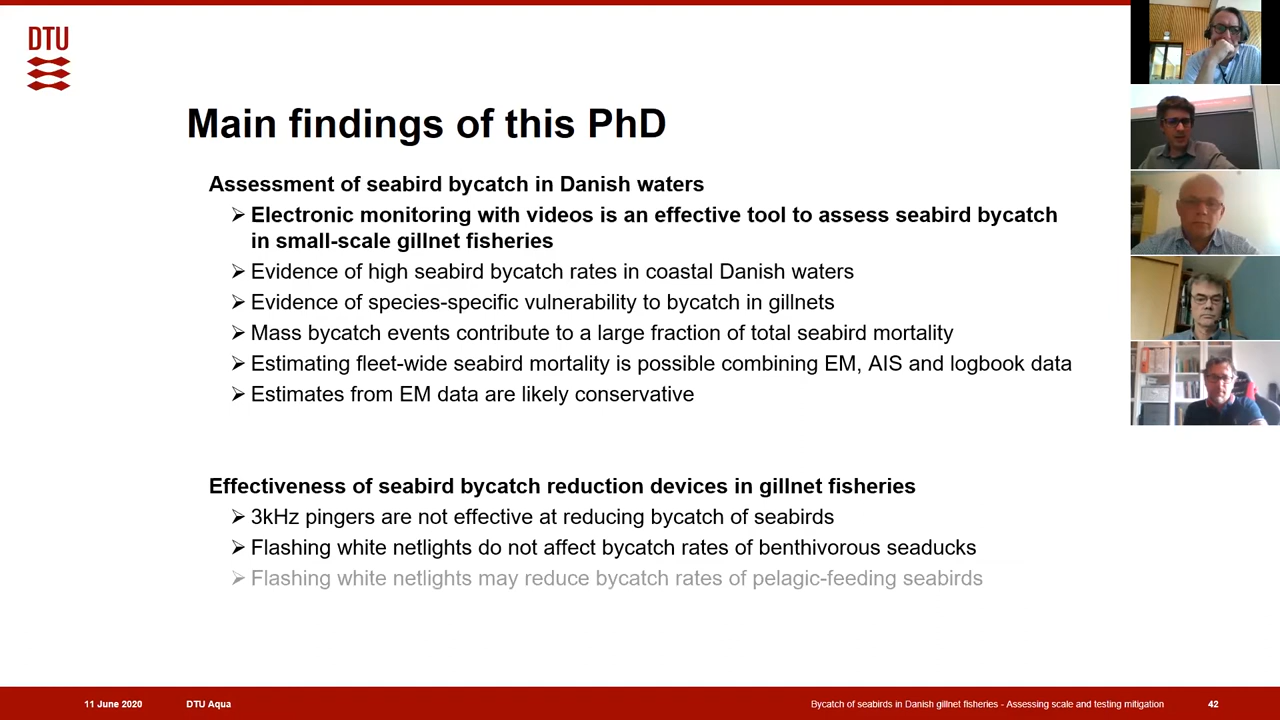 DTU
Main findings of this PhD
Assessment of seabird bycatch in Danish waters
➢ Electronic monitoring with videos is an effective tool to assess seabird bycatch
in small-scale gillnet fisheries
➢ Evidence of high seabird bycatch rates in coastal Danish waters
➢ Evidence of species-specific vulnerability to bycatch in gillnets
➢ Mass bycatch events contribute to a large fraction of total seabird mortality
➢ Estimating fleet-wide seabird mortality is possible combining EM, AIS and logbook data
➢ Estimates from EM data are likely conservative
Effectiveness of seabird bycatch reduction devices in gillnet fisheries
➢ 3kHz pingers are not effective at reducing bycatch of seabirds
➢ Flashing white netlights do not affect bycatch rates of benthivorous seaducks
➢ Flashing white netlights may reduce bycatch rates of pelagic-feeding seabirds
11 June 2020 DTU Aqua Bycatch of seabirds in Danish gillnet fisheries - Assessing scale and testing mitigation 42